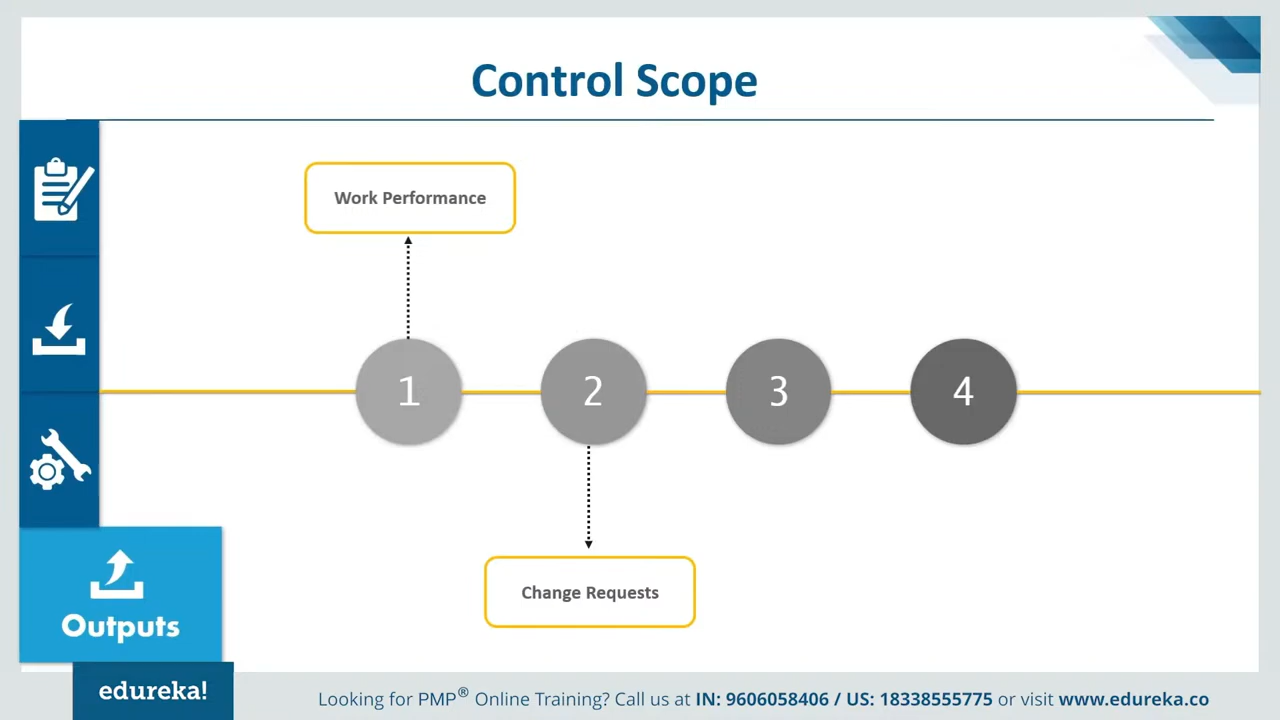 Control Scope
Work Performance
1
2
3
4
Change Requests
Outputs
edureka!
Looking for PMP® Online Training? Call us at IN: 9606058406 / US: 18338555775 or visit www.edureka.co